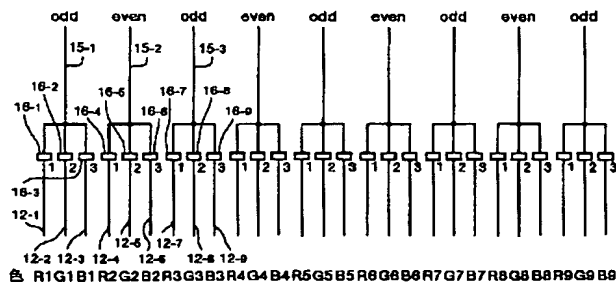 odd even odd even odd even odd even odd
15-1 15-2 15-3
16-2 16-5 16-7 16-8
16-1 16-4 16-6 16-9
1 2 3 1 2 3 1 2 3 1 2 3 1 2 3 1 2 3 1 2 3 1 2 3 1 2 3
16-3
12-1 12-5 12-7
12-2 12-3 12-4 12-6 12-8 12-9
色 R1G1B1 R2G2B2R3G3B3R4G4B4R5G5B5R6G6B6R7G7B7R8G8B8R9G9B9